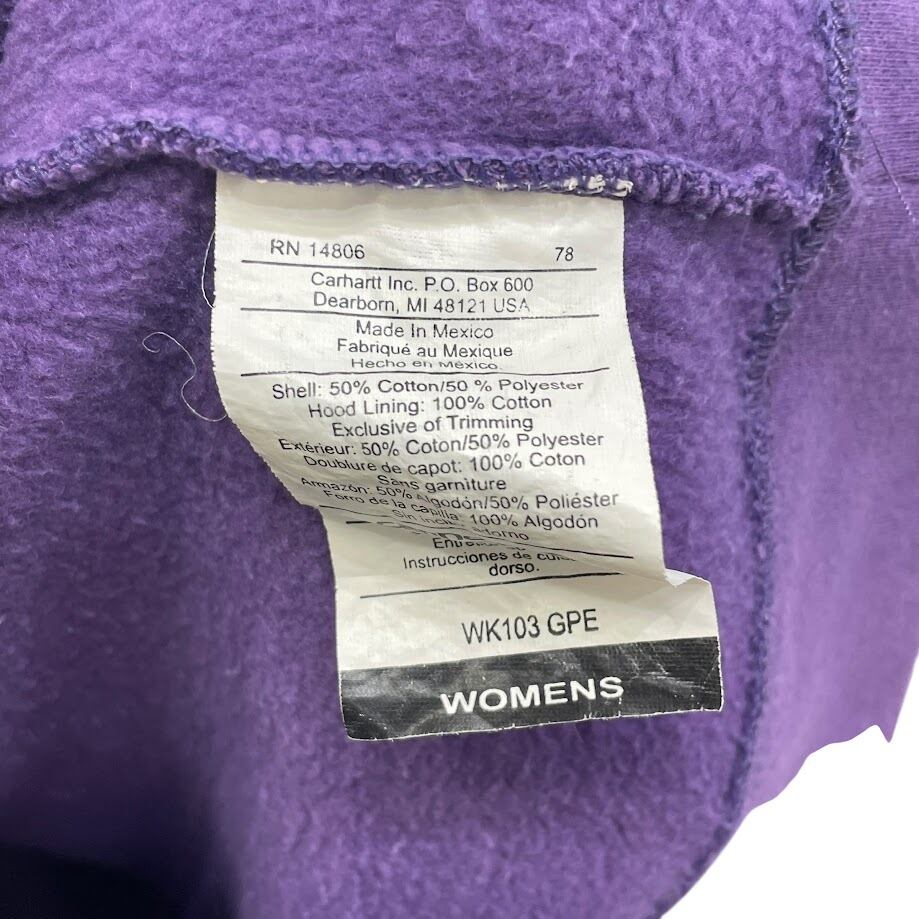 RN 14806 78
Carhartt Inc. P.O. Box 600
Dearborn, MI 48121 USA
Made In Mexico
Fabriqué au Mexique
Hecho en México.
Shell: 50% Cotton/50 % Polyester
Hood Lining: 100% Cotton
Exclusive of Trimming
Extérieur: 50% Coton/50% Polyester
Doublure de capot: 100% Coton
Sans garniture
Armazón: 50% Algodón/50% Poliéster
Forro de la capilla: 100% Algodón
Sin adorno
Instrucciones de
dorso.
WK103 GPE
WOMENS